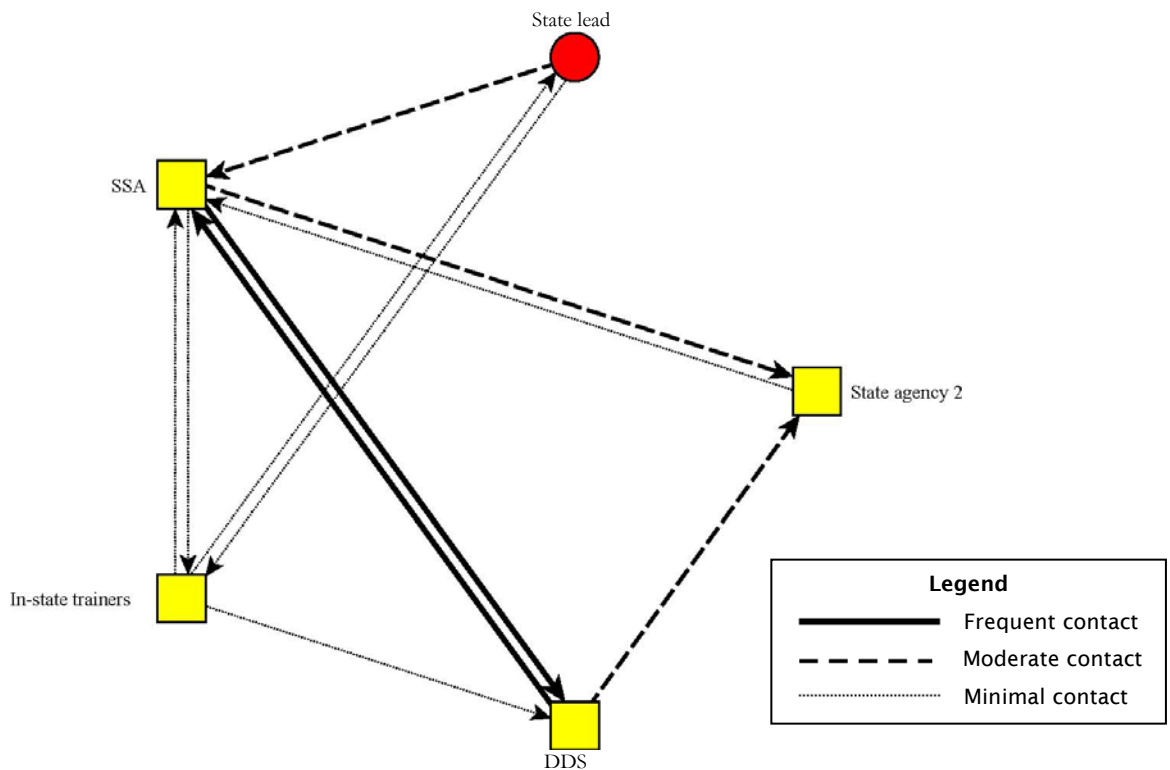 State lead
SSA
State agency 2
In-state trainers
DDS
Legend
Frequent contact
Moderate contact
Minimal contact